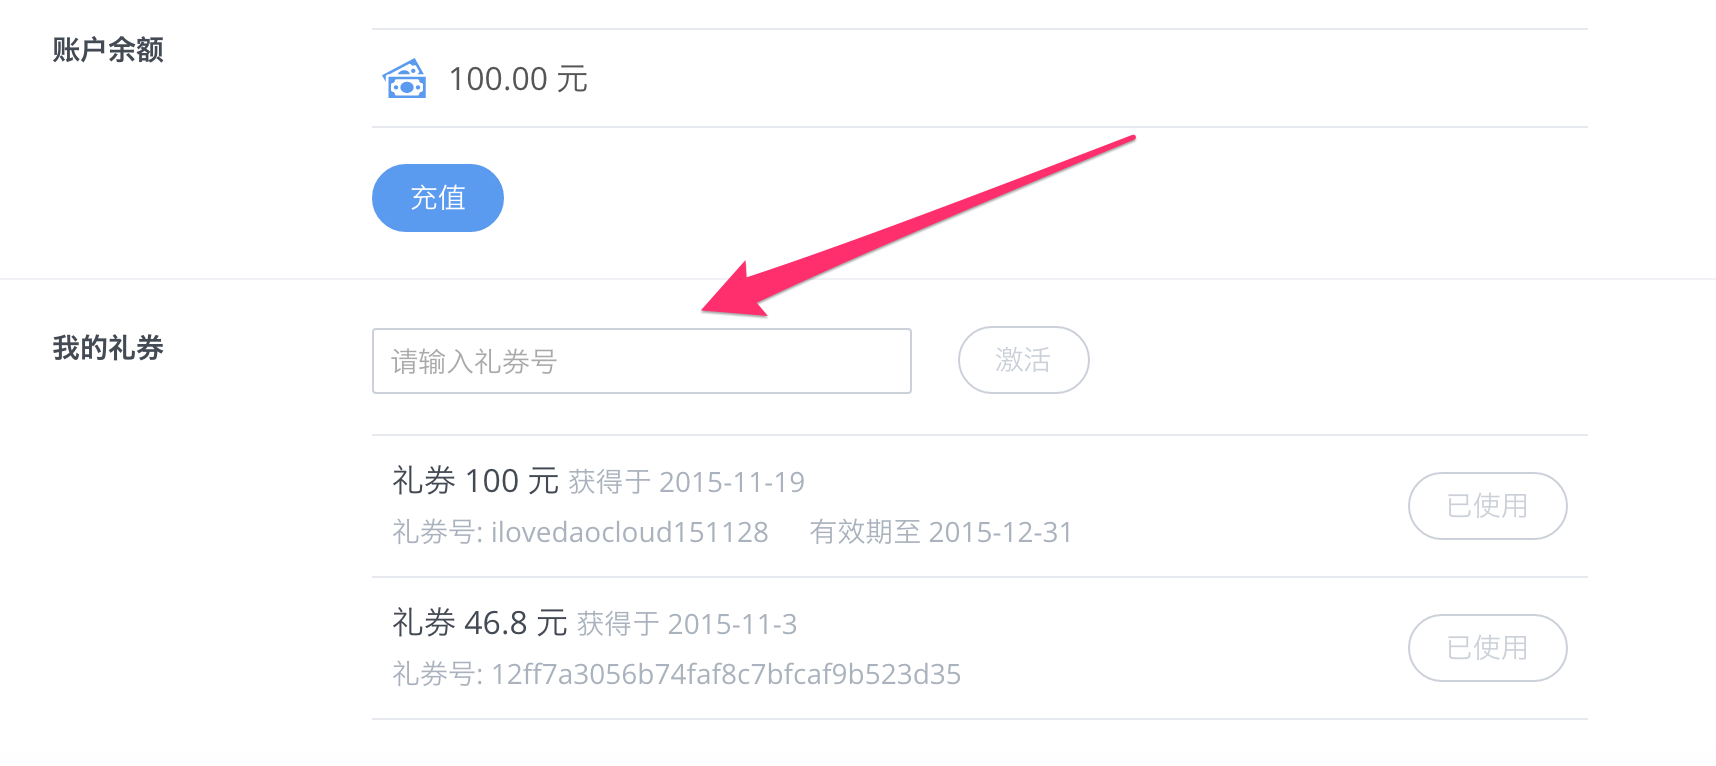 账户余额
100.00 元
充值
我的礼券
请输入礼券号
激活
礼券 100 元 获得于 2015-11-19
已使用
礼券号: ilovedaocloud151128 有效期至 2015-12-31
礼券 46.8 元 获得于 2015-11-3
已使用
礼券号: 12ff7a3056b74faf8c7bfcaf9b523d35